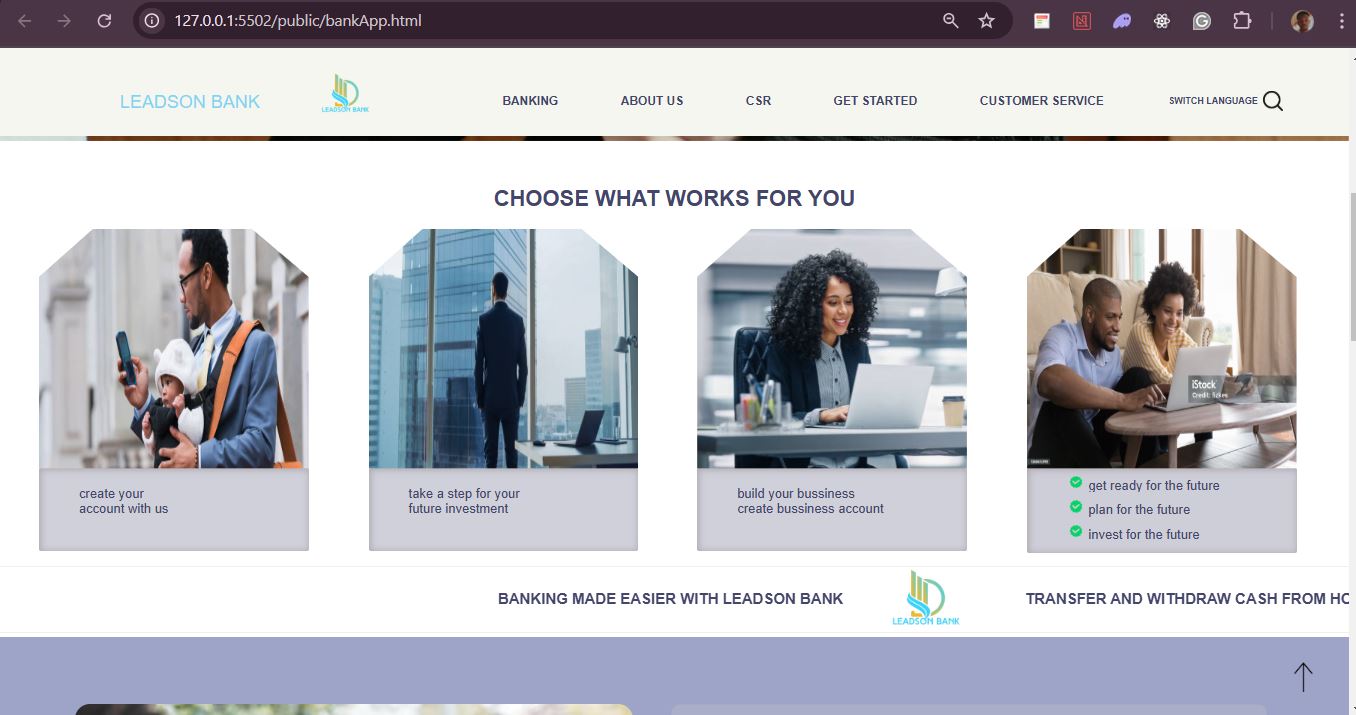 127.0.0.1:5502/public/bankApp.html
LEADSON BANK
LEADSON BANK
BANKING
ABOUT US
CSR
GET STARTED
CUSTOMER SERVICE
SWITCH LANGUAGE
CHOOSE WHAT WORKS FOR YOU
iStock
Credit: fizkes
create your
account with us
take a step for your
future investment
build your bussiness
create bussiness account
get ready for the future
plan for the future
invest for the future
BANKING MADE EASIER WITH LEADSON BANK
LEADSON BANK
TRANSFER AND WITHDRAW CASH FROM HO